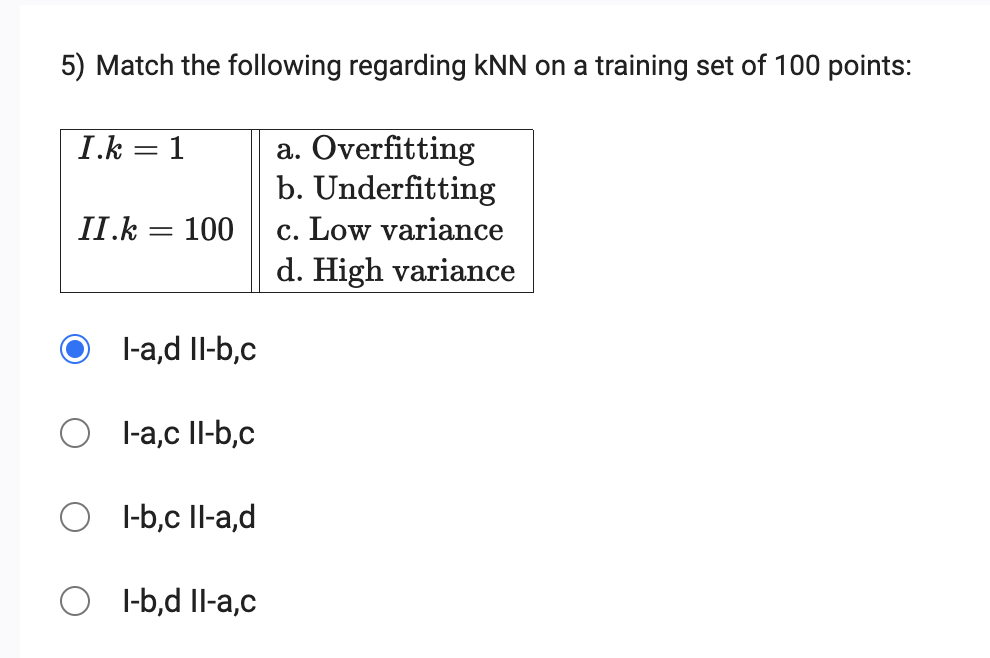 5) Match the following regarding kNN on a training set of 100 points:
I.k = 1
a. Overfitting
b. Underfitting
II.k = 100
c. Low variance
d. High variance
I-a,d II-b,c
I-a,c II-b,c
I-b,c II-a,d
I-b,d II-a,c